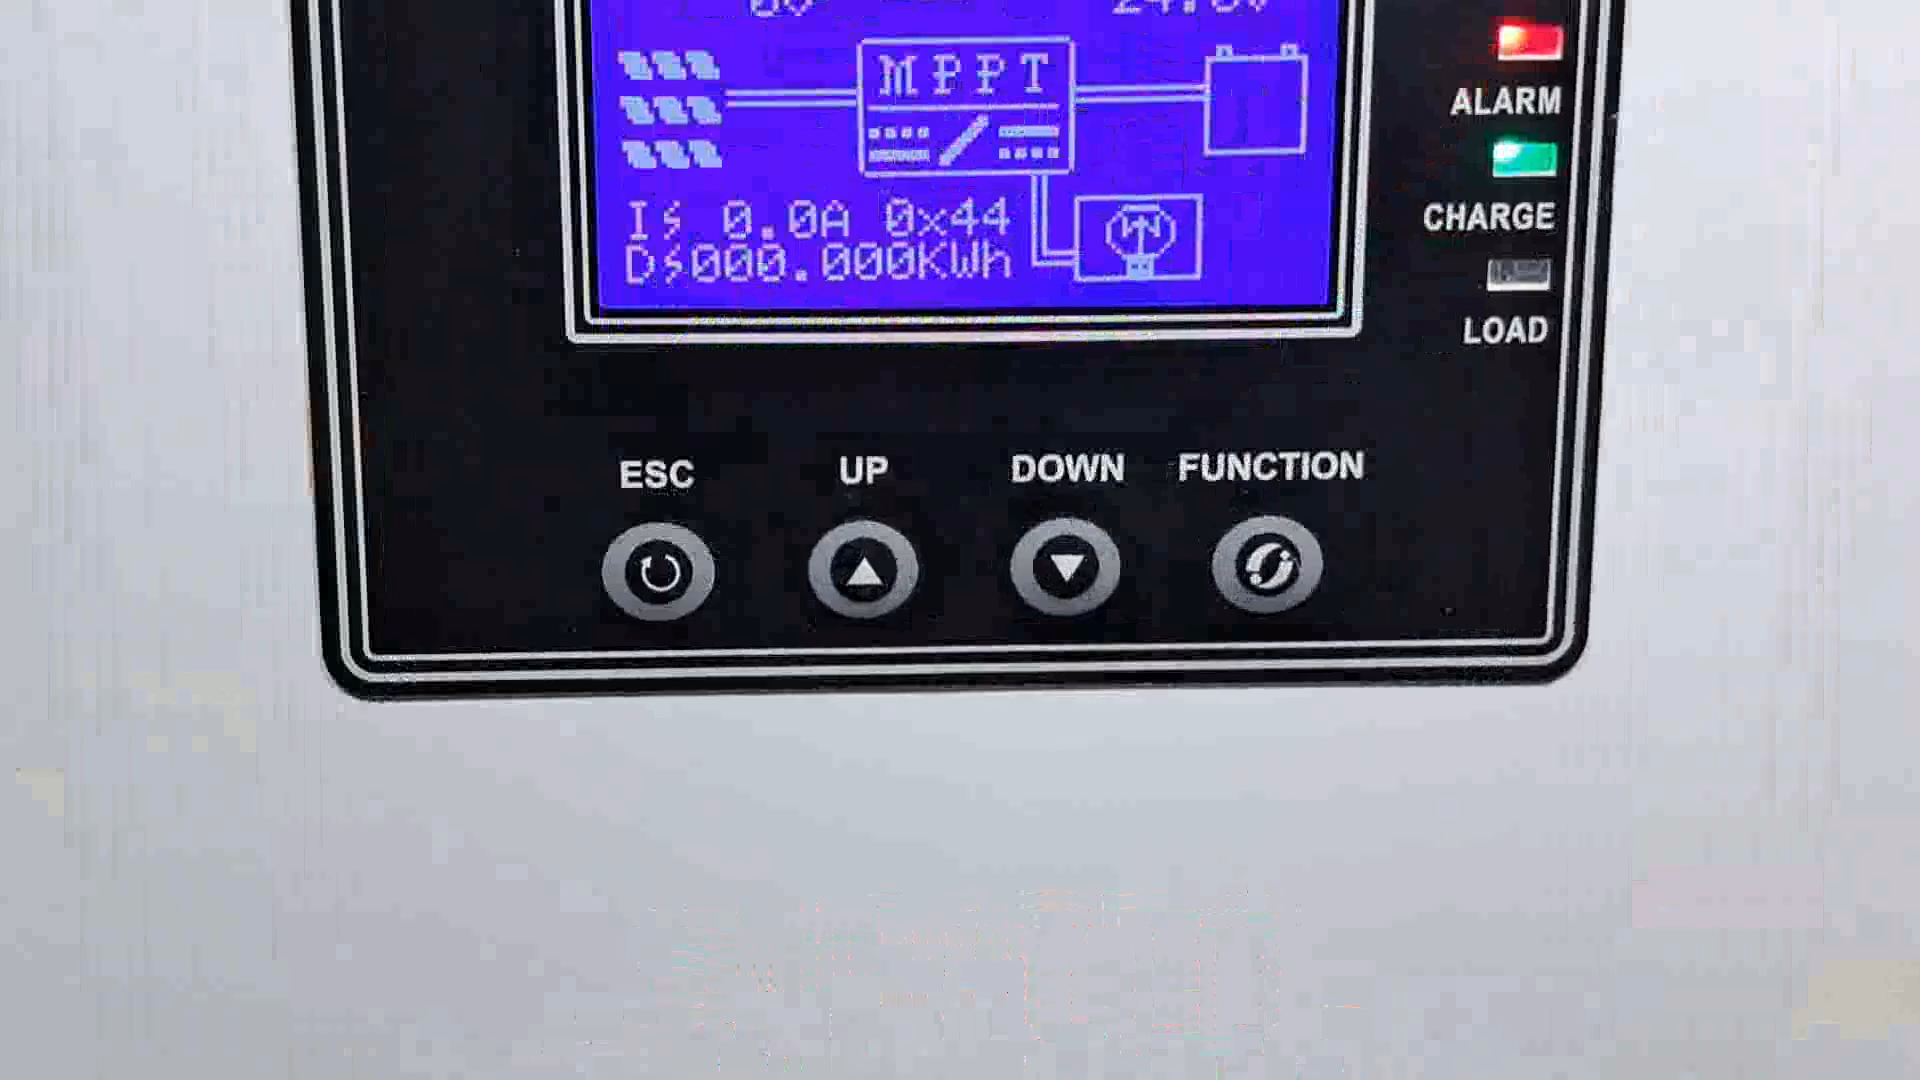 MPPT
I⚡ 0.0A 0x44
D⚡000.000KWh
ALARM
CHARGE
LOAD
ESC UP DOWN FUNCTION